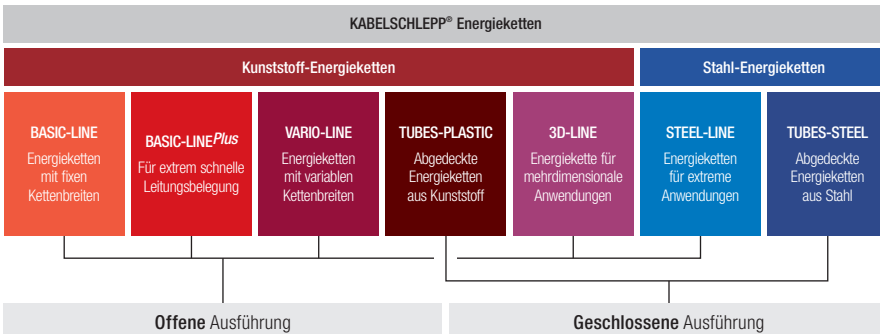 KABELSCHLEPP® Energieketten
Kunststoff-Energieketten
Stahl-Energieketten
BASIC-LINE
Energieketten
mit fixen
Kettenbreiten
BASIC-LINEPlus
Für extrem schnelle
Leitungsbelegung
VARIO-LINE
Energieketten
mit variablen
Kettenbreiten
TUBES-PLASTIC
Abgedeckte
Energieketten
aus Kunststoff
3D-LINE
Energiekette für
mehrdimensionale
Anwendungen
STEEL-LINE
Energieketten
für extreme
Anwendungen
TUBES-STEEL
Abgedeckte
Energieketten
aus Stahl
Offene Ausführung
Geschlossene Ausführung